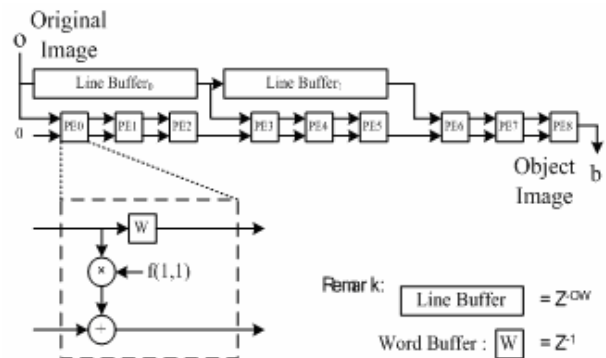 Original
O Image
Line Buffer₀
Line Buffer₁
0
PE0
PE1
PE2
PE3
PE4
PE5
PE6
PE7
PE8
Object
Image
b
W
×
f(1,1)
+
Remark:
Line Buffer = Z^-OW
Word Buffer : W = Z^-1